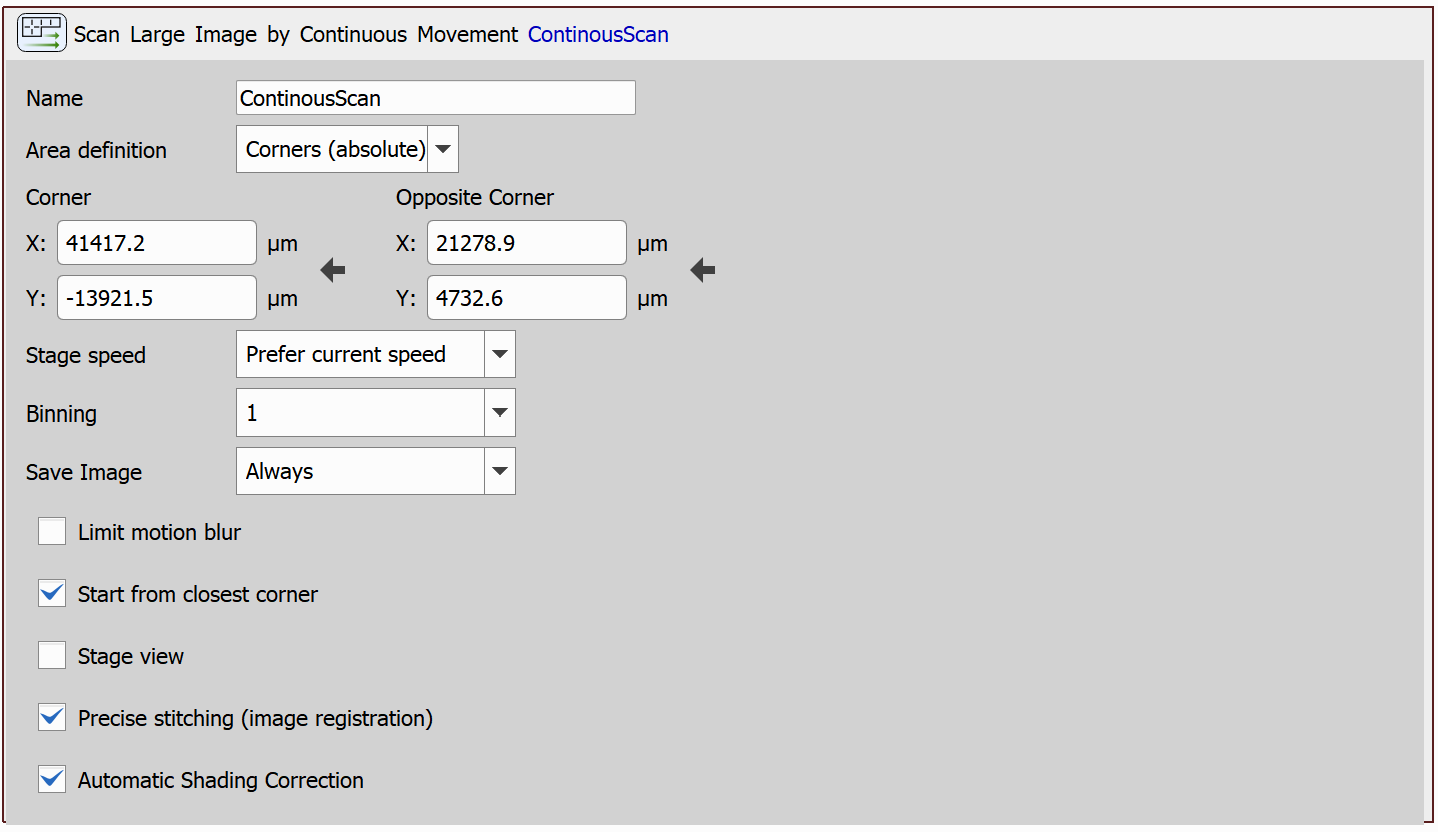 Scan Large Image by Continuous Movement ContinousScan
Name ContinousScan
Area definition Corners (absolute)
Corner Opposite Corner
X: 41417.2 µm X: 21278.9 µm
Y: -13921.5 µm Y: 4732.6 µm
Stage speed Prefer current speed
Binning 1
Save Image Always
Limit motion blur
Start from closest corner
Stage view
Precise stitching (image registration)
Automatic Shading Correction